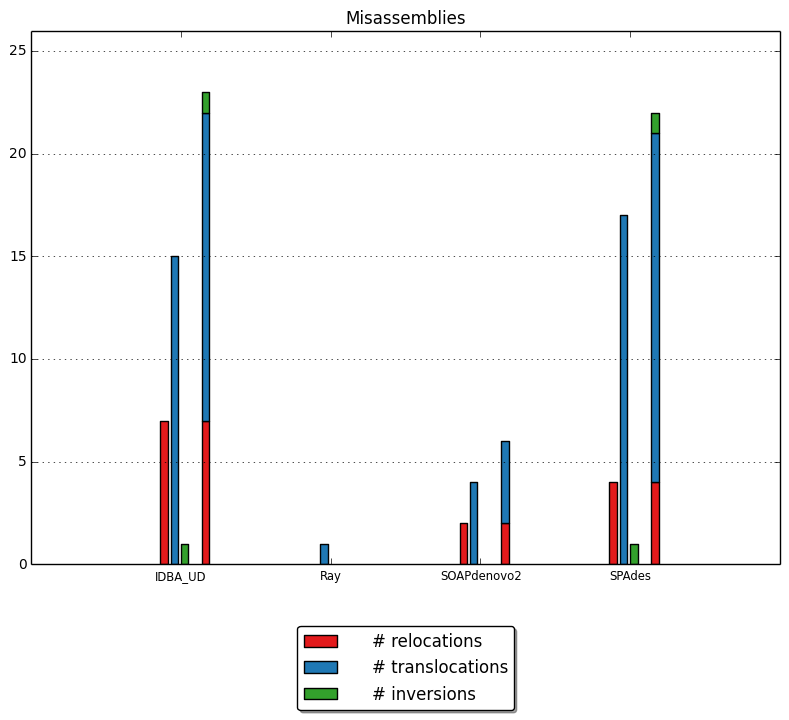 Misassemblies
25
20
15
10
5
0
IDBA_UD Ray SOAPdenovo2 SPAdes
# relocations
# translocations
# inversions